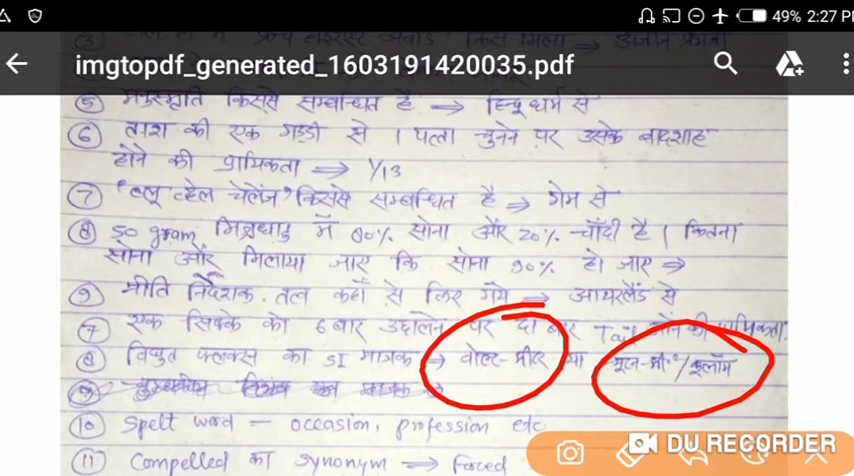 49% 2:27 PM
imgtopdf_generated_1603191420035.pdf
⑤ मनुस्मृति किससे सम्बन्धित है ⇒ हिन्दू धर्म से
⑥ ताश की एक गड्डी से 1 पत्ता चुनने पर उसके बादशाह
होने की प्रायिकता ⇒ 1/13
⑦ 'ब्लू व्हेल चेलेंज' किससे सम्बन्धित है ⇒ गेम से
⑧ 50 gram मिश्रधातु में 80% सोना और 20% चाँदी है । कितना
सोना और मिलाया जाए कि सोना 90% हो जाए ⇒
⑨ नीति निर्देशक तत्व कहाँ से लिए गये ⇒ आयरलैंड से
⑦ एक सिक्के को 6 बार उछालने पर दो बार Tail आने की प्रायिकता
⑧ विद्युत फ्लक्स का SI मात्रक → वोल्ट-मीटर या न्यूटन-मी²/कूलॉम
⑩ Spelt word — occasion, profession etc
⑪ Compelled का synonym ⇒ Forced
DU RECORDER